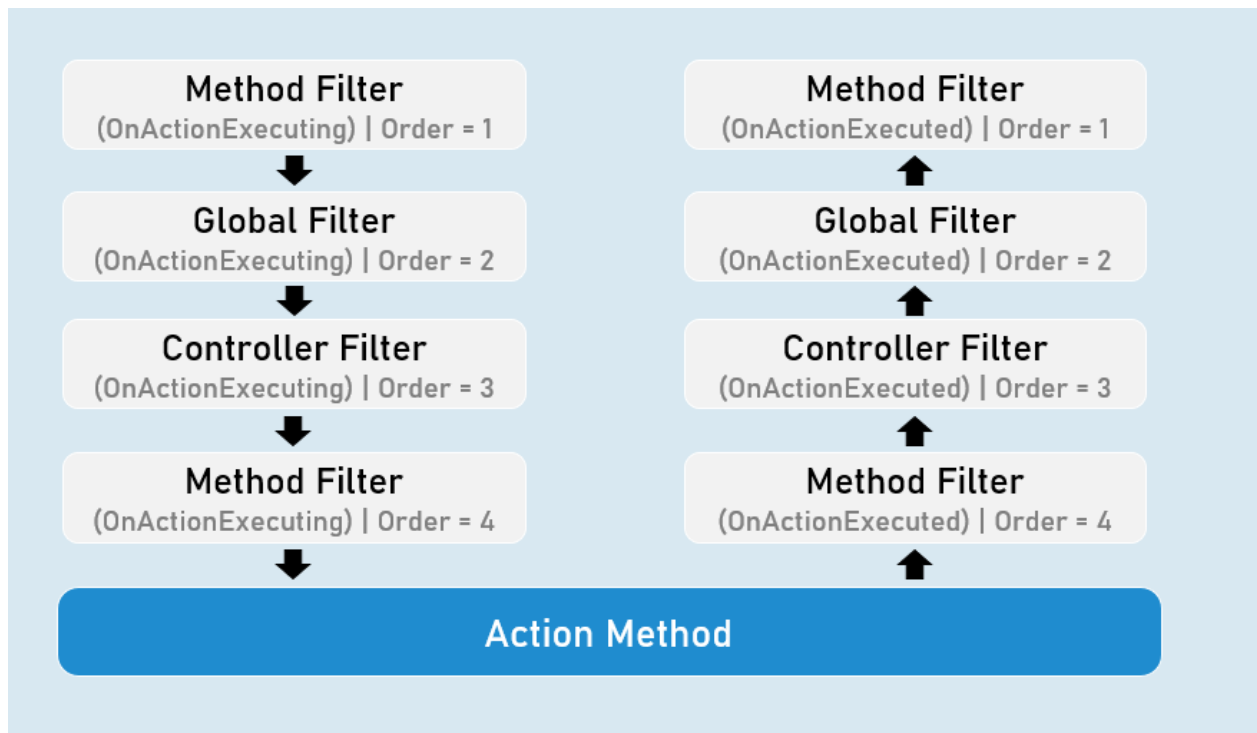 Method Filter
(OnActionExecuting) | Order = 1
Global Filter
(OnActionExecuting) | Order = 2
Controller Filter
(OnActionExecuting) | Order = 3
Method Filter
(OnActionExecuting) | Order = 4
Method Filter
(OnActionExecuted) | Order = 1
Global Filter
(OnActionExecuted) | Order = 2
Controller Filter
(OnActionExecuted) | Order = 3
Method Filter
(OnActionExecuted) | Order = 4
Action Method